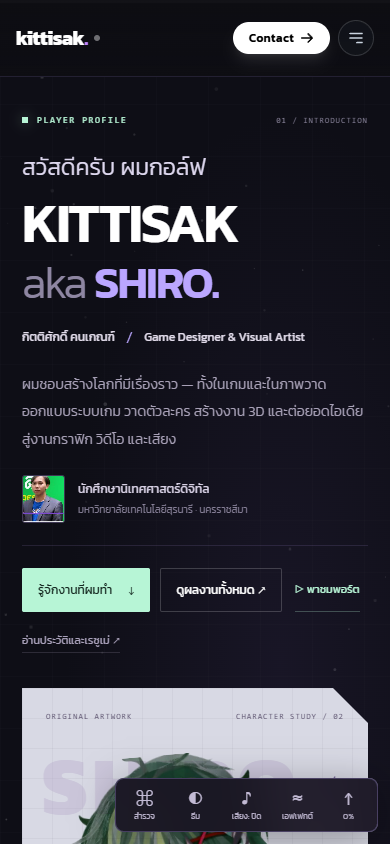 kittisak.
Contact →
PLAYER PROFILE
01 / INTRODUCTION
สวัสดีครับ ผมกอล์ฟ
KITTISAK
aka SHIRO.
กิตติศักดิ์ คนเกณฑ์ / Game Designer & Visual Artist
ผมชอบสร้างโลกที่มีเรื่องราว — ทั้งในเกมและในภาพวาด
ออกแบบระบบเกม วาดตัวละคร สร้างงาน 3D และต่อยอดไอเดีย
สู่งานกราฟิก วิดีโอ และเสียง
นักศึกษานิเทศศาสตร์ดิจิทัล
มหาวิทยาลัยเทคโนโลยีสุรนารี · นครราชสีมา
รู้จักงานที่ผมทำ ↓
ดูผลงานทั้งหมด ↗
พาชมพอร์ต
อ่านประวัติและเรซูเม่ ↗
ORIGINAL ARTWORK
CHARACTER STUDY / 02
สำรวจ
ธีม
เสียง: ปิด
เอฟเฟกต์
0%